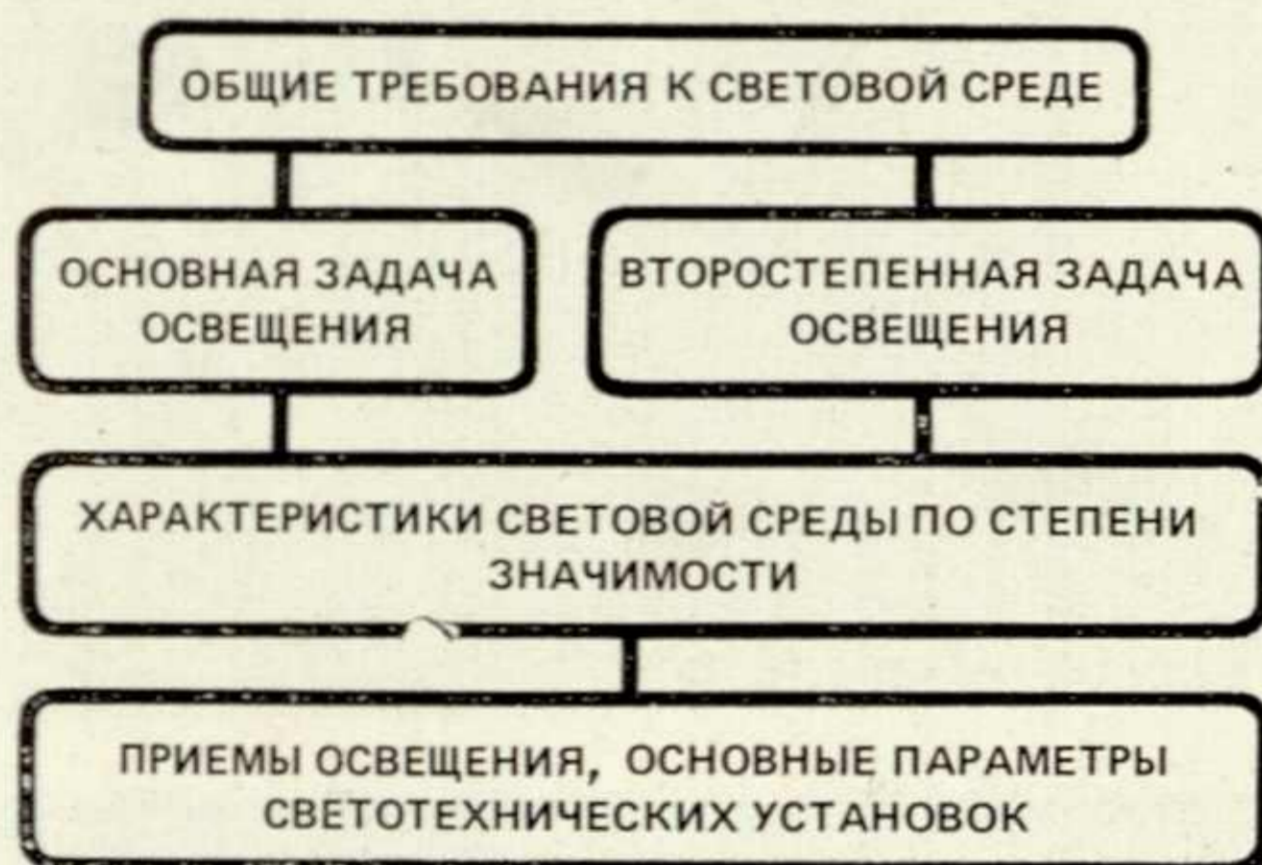 ОБЩИЕ ТРЕБОВАНИЯ К СВЕТОВОЙ СРЕДЕ
ОСНОВНАЯ ЗАДАЧА
ОСВЕЩЕНИЯ
ВТОРОСТЕПЕННАЯ ЗАДАЧА
ОСВЕЩЕНИЯ
ХАРАКТЕРИСТИКИ СВЕТОВОЙ СРЕДЫ ПО СТЕПЕНИ
ЗНАЧИМОСТИ
ПРИЕМЫ ОСВЕЩЕНИЯ, ОСНОВНЫЕ ПАРАМЕТРЫ
СВЕТОТЕХНИЧЕСКИХ УСТАНОВОК